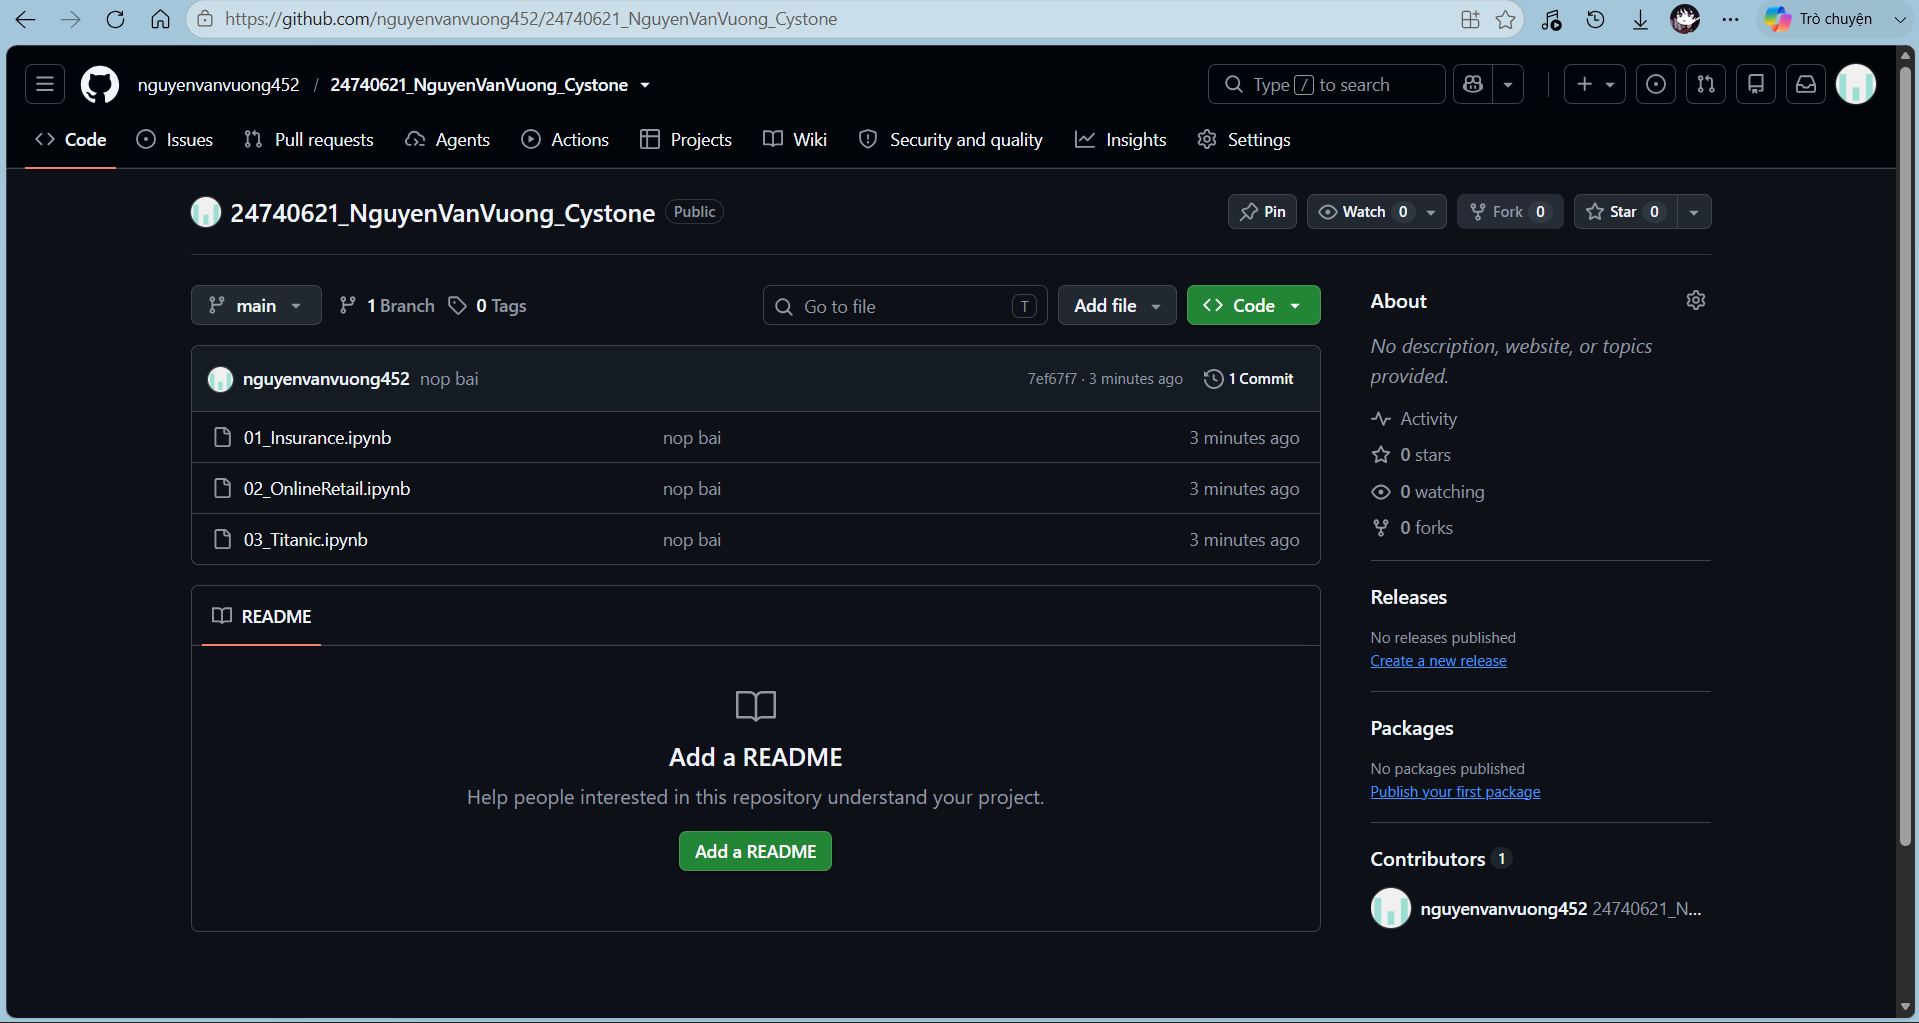 https://github.com/nguyenvanvuong452/24740621_NguyenVanVuong_Cystone
Trò chuyện
nguyenvanvuong452 / 24740621_NguyenVanVuong_Cystone
Type / to search
Code Issues Pull requests Agents Actions Projects Wiki Security and quality Insights Settings
24740621_NguyenVanVuong_Cystone Public
Pin Watch 0 Fork 0 Star 0
main 1 Branch 0 Tags
Go to file T Add file Code
nguyenvanvuong452 nop bai 7ef67f7 · 3 minutes ago 1 Commit
01_Insurance.ipynb nop bai 3 minutes ago
02_OnlineRetail.ipynb nop bai 3 minutes ago
03_Titanic.ipynb nop bai 3 minutes ago
README
Add a README
Help people interested in this repository understand your project.
Add a README
About
No description, website, or topics
provided.
Activity
0 stars
0 watching
0 forks
Releases
No releases published
Create a new release
Packages
No packages published
Publish your first package
Contributors 1
nguyenvanvuong452 24740621_N...